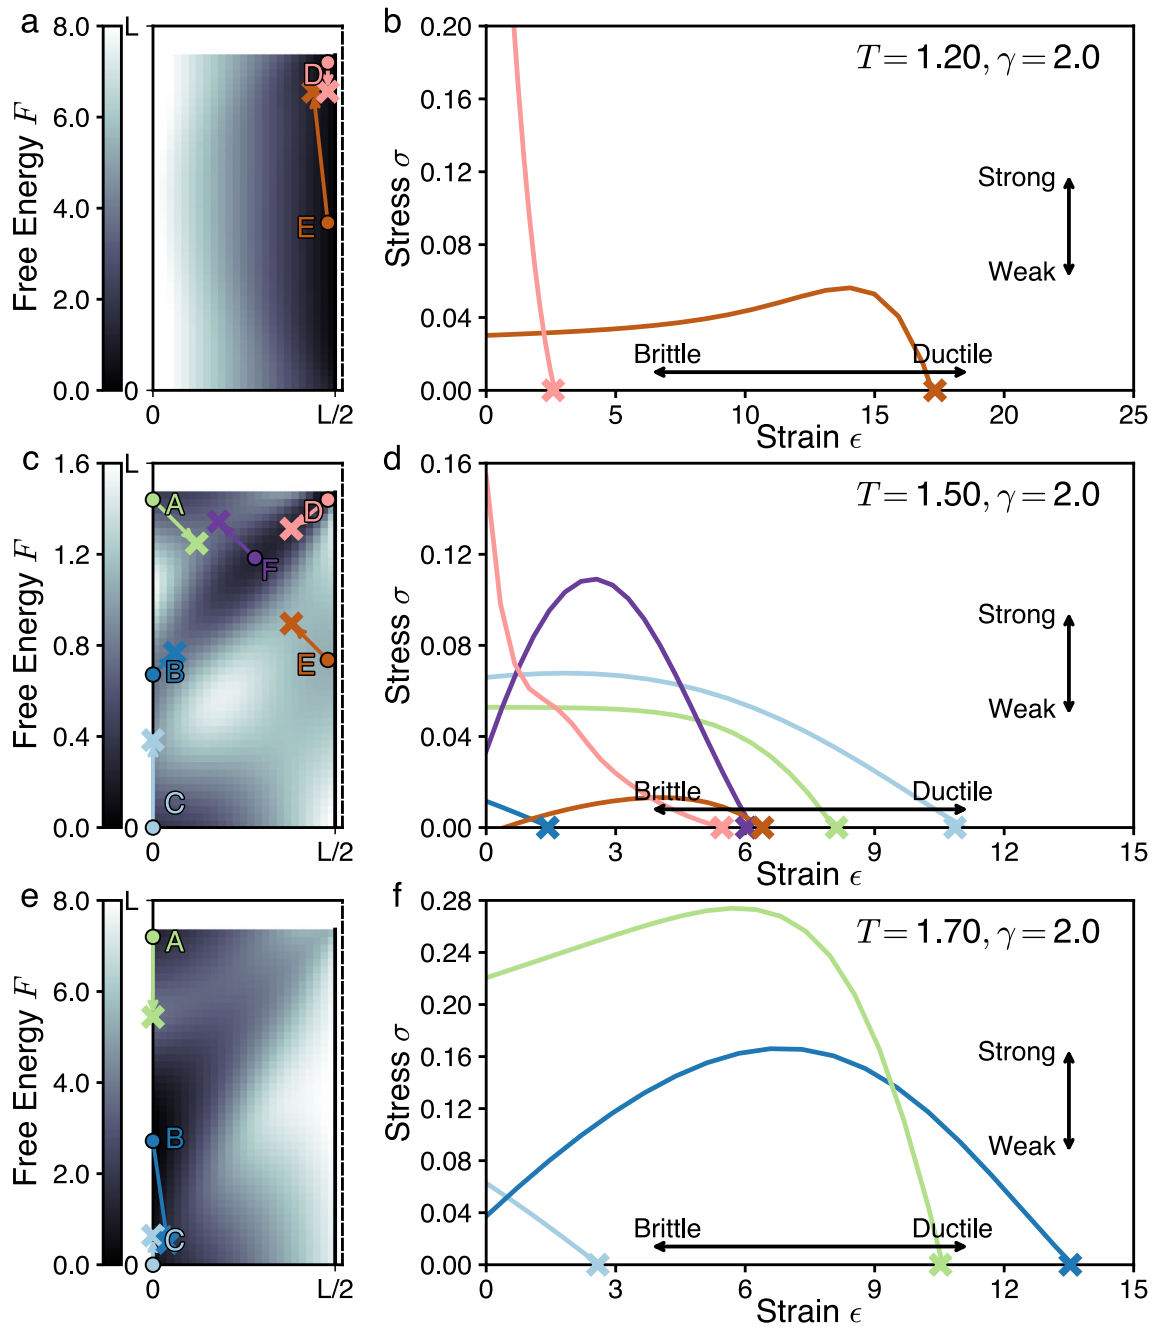 a
8.0
6.0
4.0
2.0
0.0
Free Energy F
L
0
D
E
0
L/2
b
T = 1.20, γ = 2.0
0.20
0.16
0.12
0.08
0.04
0.00
Stress σ
Strong
Weak
Brittle
Ductile
0
5
10
15
20
25
Strain ϵ
c
1.6
1.2
0.8
0.4
0.0
Free Energy F
L
0
A
D
F
B
E
C
0
L/2
d
T = 1.50, γ = 2.0
0.16
0.12
0.08
0.04
0.00
Stress σ
Strong
Weak
Brittle
Ductile
0
3
6
9
12
15
Strain ϵ
e
8.0
6.0
4.0
2.0
0.0
Free Energy F
L
0
A
B
C
0
L/2
f
T = 1.70, γ = 2.0
0.28
0.24
0.20
0.16
0.12
0.08
0.04
0.00
Stress σ
Strong
Weak
Brittle
Ductile
0
3
6
9
12
15
Strain ϵ